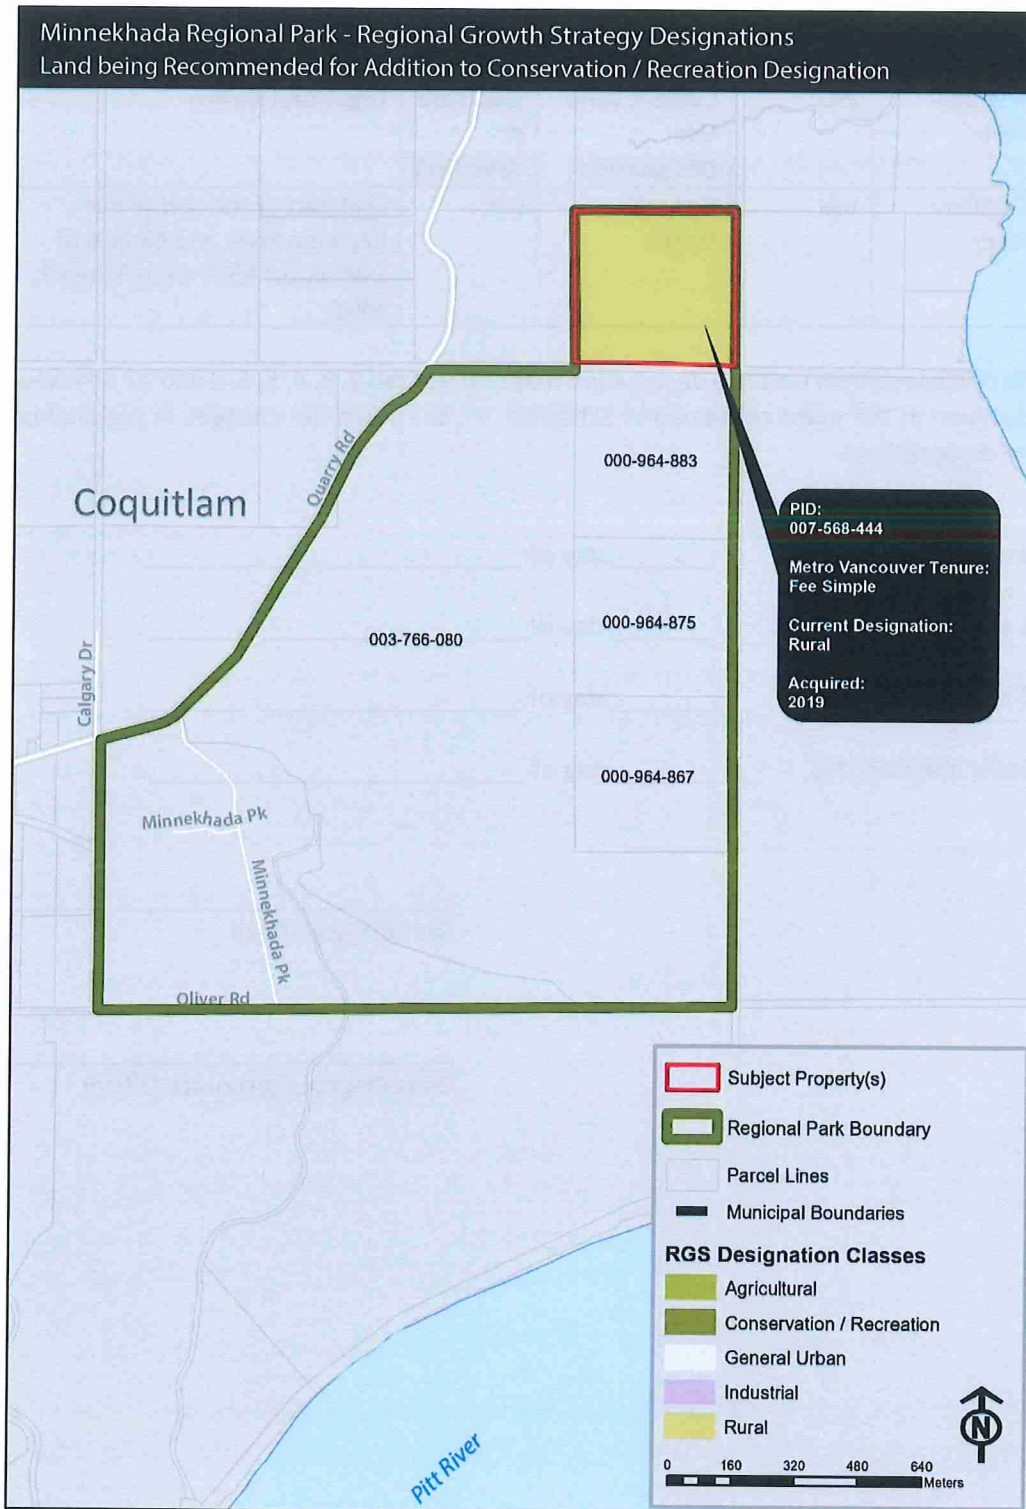 Minnekhada Regional Park - Regional Growth Strategy Designations
Land being Recommended for Addition to Conservation / Recreation Designation
Quarry Rd
000-964-883
Coquitlam
PID:
007-568-444
Metro Vancouver Tenure:
Fee Simple
Current Designation:
Rural
Acquired:
2019
000-964-875
003-766-080
Calgary Dr
000-964-867
Minnekhada Pk
Minnekhada Pk
Oliver Rd
Subject Property(s)
Regional Park Boundary
Parcel Lines
Municipal Boundaries
RGS Designation Classes
Agricultural
Conservation / Recreation
General Urban
Industrial
Rural
N
0 160 320 480 640
Meters
Pitt River